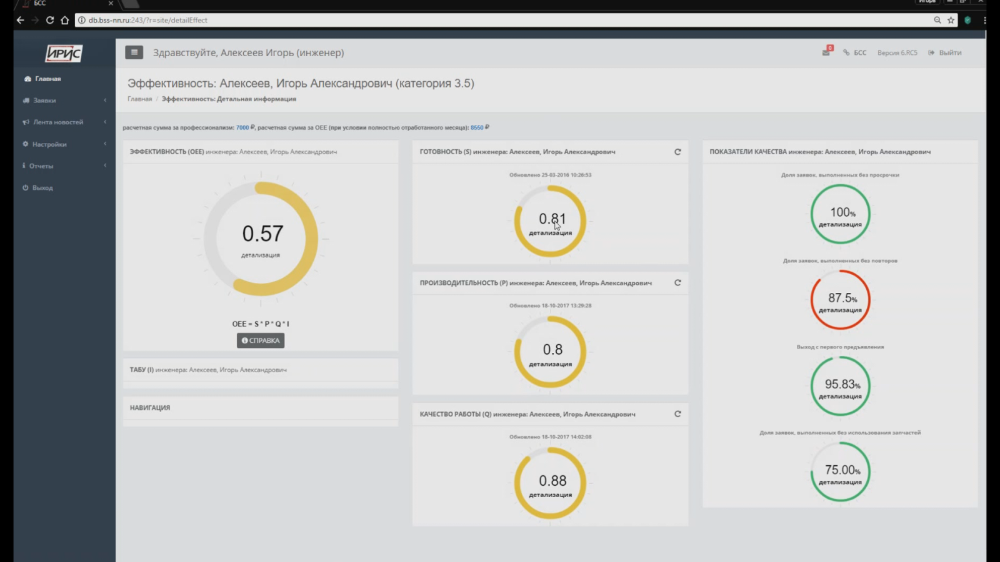 БСС
Игорь
db.bss-nn.ru:243/?r=site/detailEffect
ИРИС
Здравствуйте, Алексеев Игорь (инженер)
0
БСС
Версия 6.RC5
Выйти
Главная
Заявки
Лента новостей
Настройки
Отчеты
Выход
Эффективность: Алексеев, Игорь Александрович (категория 3.5)
Главная / Эффективность: Детальная информация
расчетная сумма за профессионализм: 7000 ₽, расчетная сумма за OEE (при условии полностью отработанного месяца): 8550 ₽
ЭФФЕКТИВНОСТЬ (OEE) инженера: Алексеев, Игорь Александрович
0.57
детализация
OEE = S * P * Q * I
СПРАВКА
ТАБУ (I) инженера: Алексеев, Игорь Александрович
НАВИГАЦИЯ
ГОТОВНОСТЬ (S) инженера: Алексеев, Игорь Александрович
Обновлено 25-03-2016 10:26:53
0.81
детализация
ПРОИЗВОДИТЕЛЬНОСТЬ (P) инженера: Алексеев, Игорь Александрович
Обновлено 18-10-2017 13:29:28
0.8
детализация
КАЧЕСТВО РАБОТЫ (Q) инженера: Алексеев, Игорь Александрович
Обновлено 18-10-2017 14:02:08
0.88
детализация
ПОКАЗАТЕЛИ КАЧЕСТВА инженера: Алексеев, Игорь Александрович
Доля заявок, выполненных без просрочки
100%
детализация
Доля заявок, выполненных без повторов
87.5%
детализация
Выход с первого предъявления
95.83%
детализация
Доля заявок, выполненных без использования запчастей
75.00%
детализация